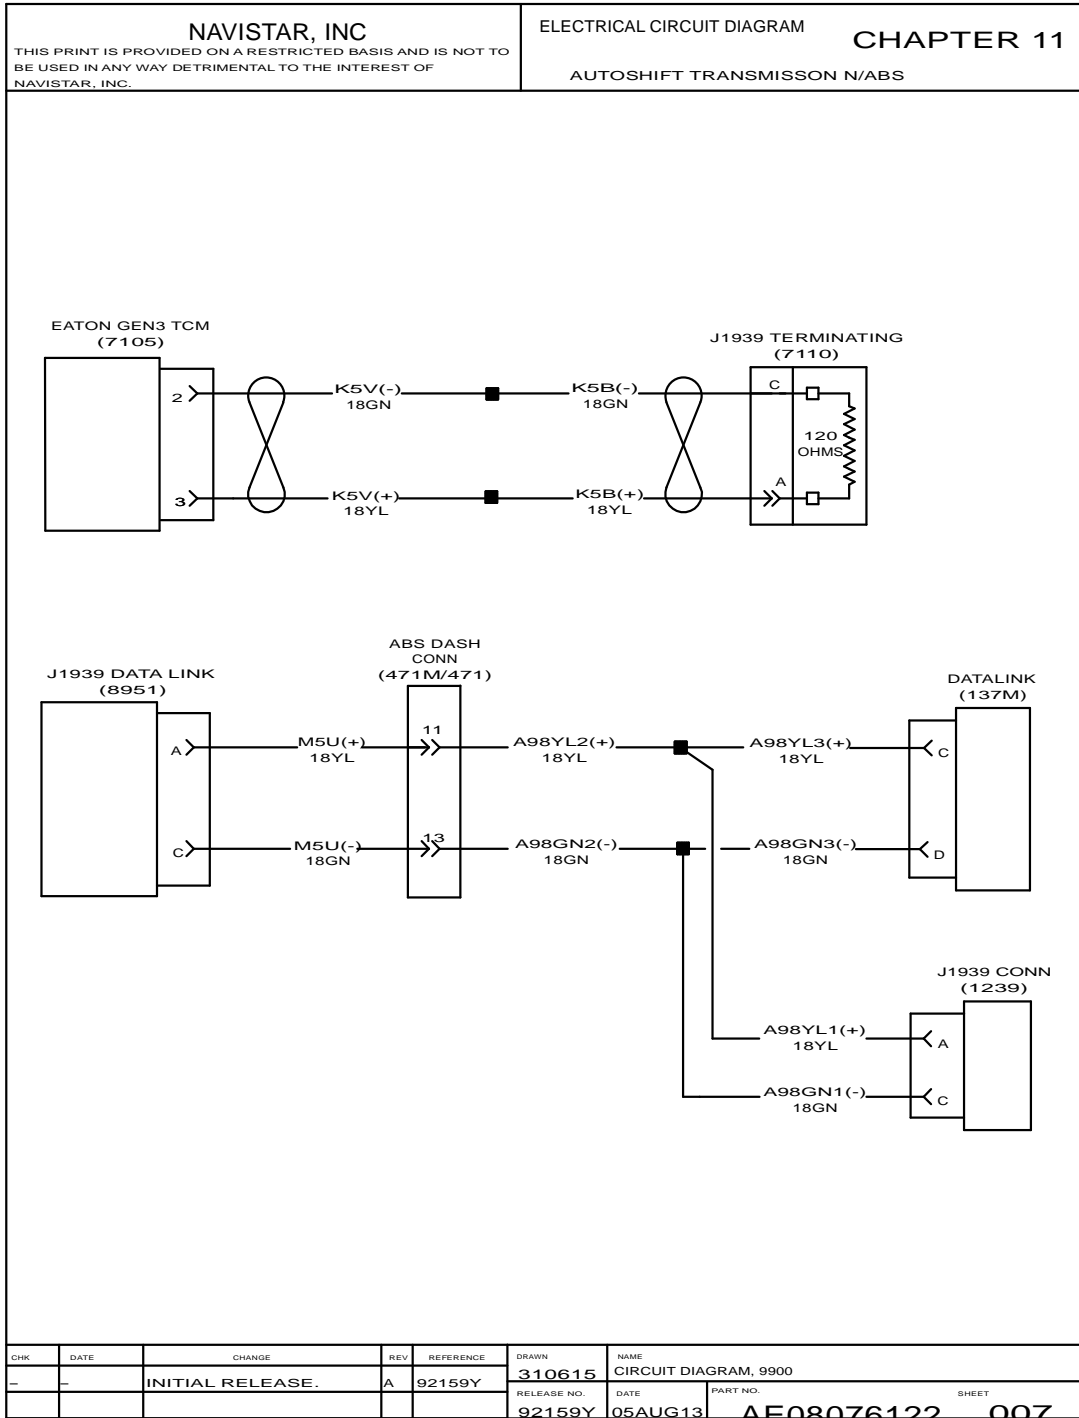 NAVISTAR, INC
THIS PRINT IS PROVIDED ON A RESTRICTED BASIS AND IS NOT TO
BE USED IN ANY WAY DETRIMENTAL TO THE INTEREST OF
NAVISTAR, INC.
ELECTRICAL CIRCUIT DIAGRAM
CHAPTER 11
AUTOSHIFT TRANSMISSON N/ABS
EATON GEN3 TCM
(7105)
2
3
K5V(-)
18GN
K5V(+)
18YL
K5B(-)
18GN
K5B(+)
18YL
J1939 TERMINATING
(7110)
C
A
120
OHMS
J1939 DATA LINK
(8951)
A
C
M5U(+)
18YL
M5U(-)
18GN
ABS DASH
CONN
(471M/471)
11
13
A98YL2(+)
18YL
A98GN2(-)
18GN
A98YL3(+)
18YL
A98GN3(-)
18GN
DATALINK
(137M)
C
D
J1939 CONN
(1239)
A98YL1(+)
18YL
A
A98GN1(-)
18GN
C
CHK DATE CHANGE REV REFERENCE
– – INITIAL RELEASE. A 92159Y
DRAWN
310615
NAME
CIRCUIT DIAGRAM, 9900
RELEASE NO.
92159Y
DATE
05AUG13
PART NO.
AE08076122
SHEET
007